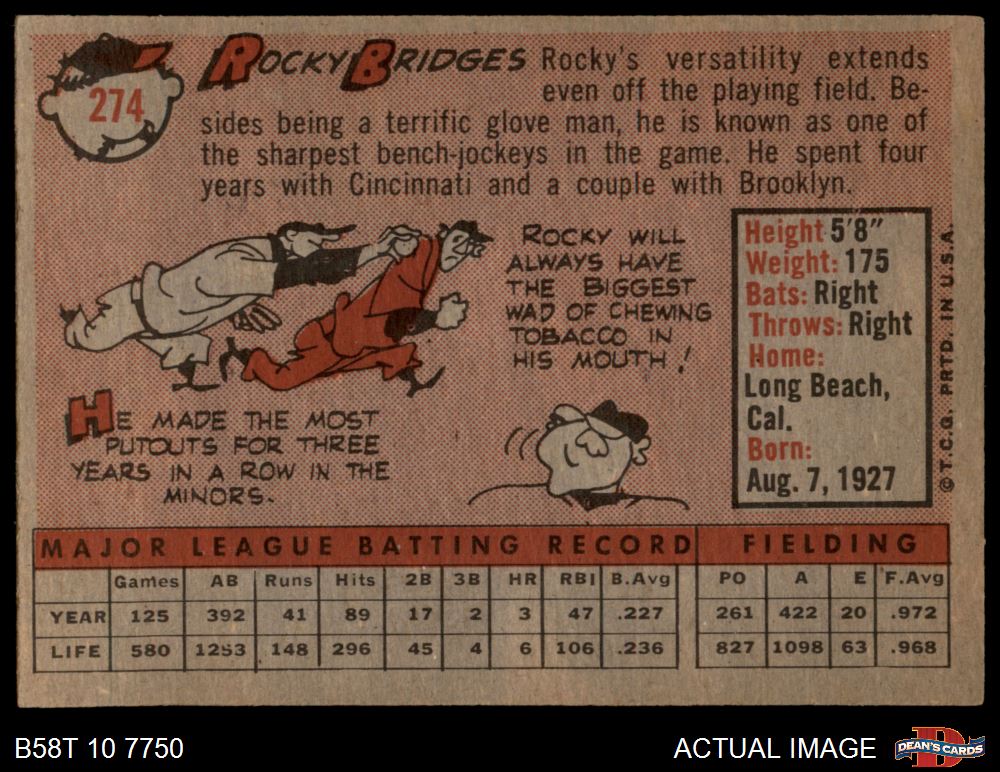 274
ROCKY BRIDGES Rocky's versatility extends
even off the playing field. Be-
sides being a terrific glove man, he is known as one of
the sharpest bench-jockeys in the game. He spent four
years with Cincinnati and a couple with Brooklyn.
ROCKY WILL
ALWAYS HAVE
THE BIGGEST
WAD OF CHEWING
TOBACCO IN
HIS MOUTH!
HE MADE THE MOST
PUTOUTS FOR THREE
YEARS IN A ROW IN THE
MINORS.
Height 5'8"
Weight: 175
Bats: Right
Throws: Right
Home:
Long Beach,
Cal.
Born:
Aug. 7, 1927
©T.C.G. PRTD. IN U.S.A.
MAJOR LEAGUE BATTING RECORD FIELDING
Games AB Runs Hits 2B 3B HR RBI B.Avg PO A E F.Avg
YEAR 125 392 41 89 17 2 3 47 .227 261 422 20 .972
LIFE 580 1253 148 296 45 4 6 106 .236 827 1098 63 .968
B58T 10 7750 ACTUAL IMAGE
D
DEAN'S CARDS